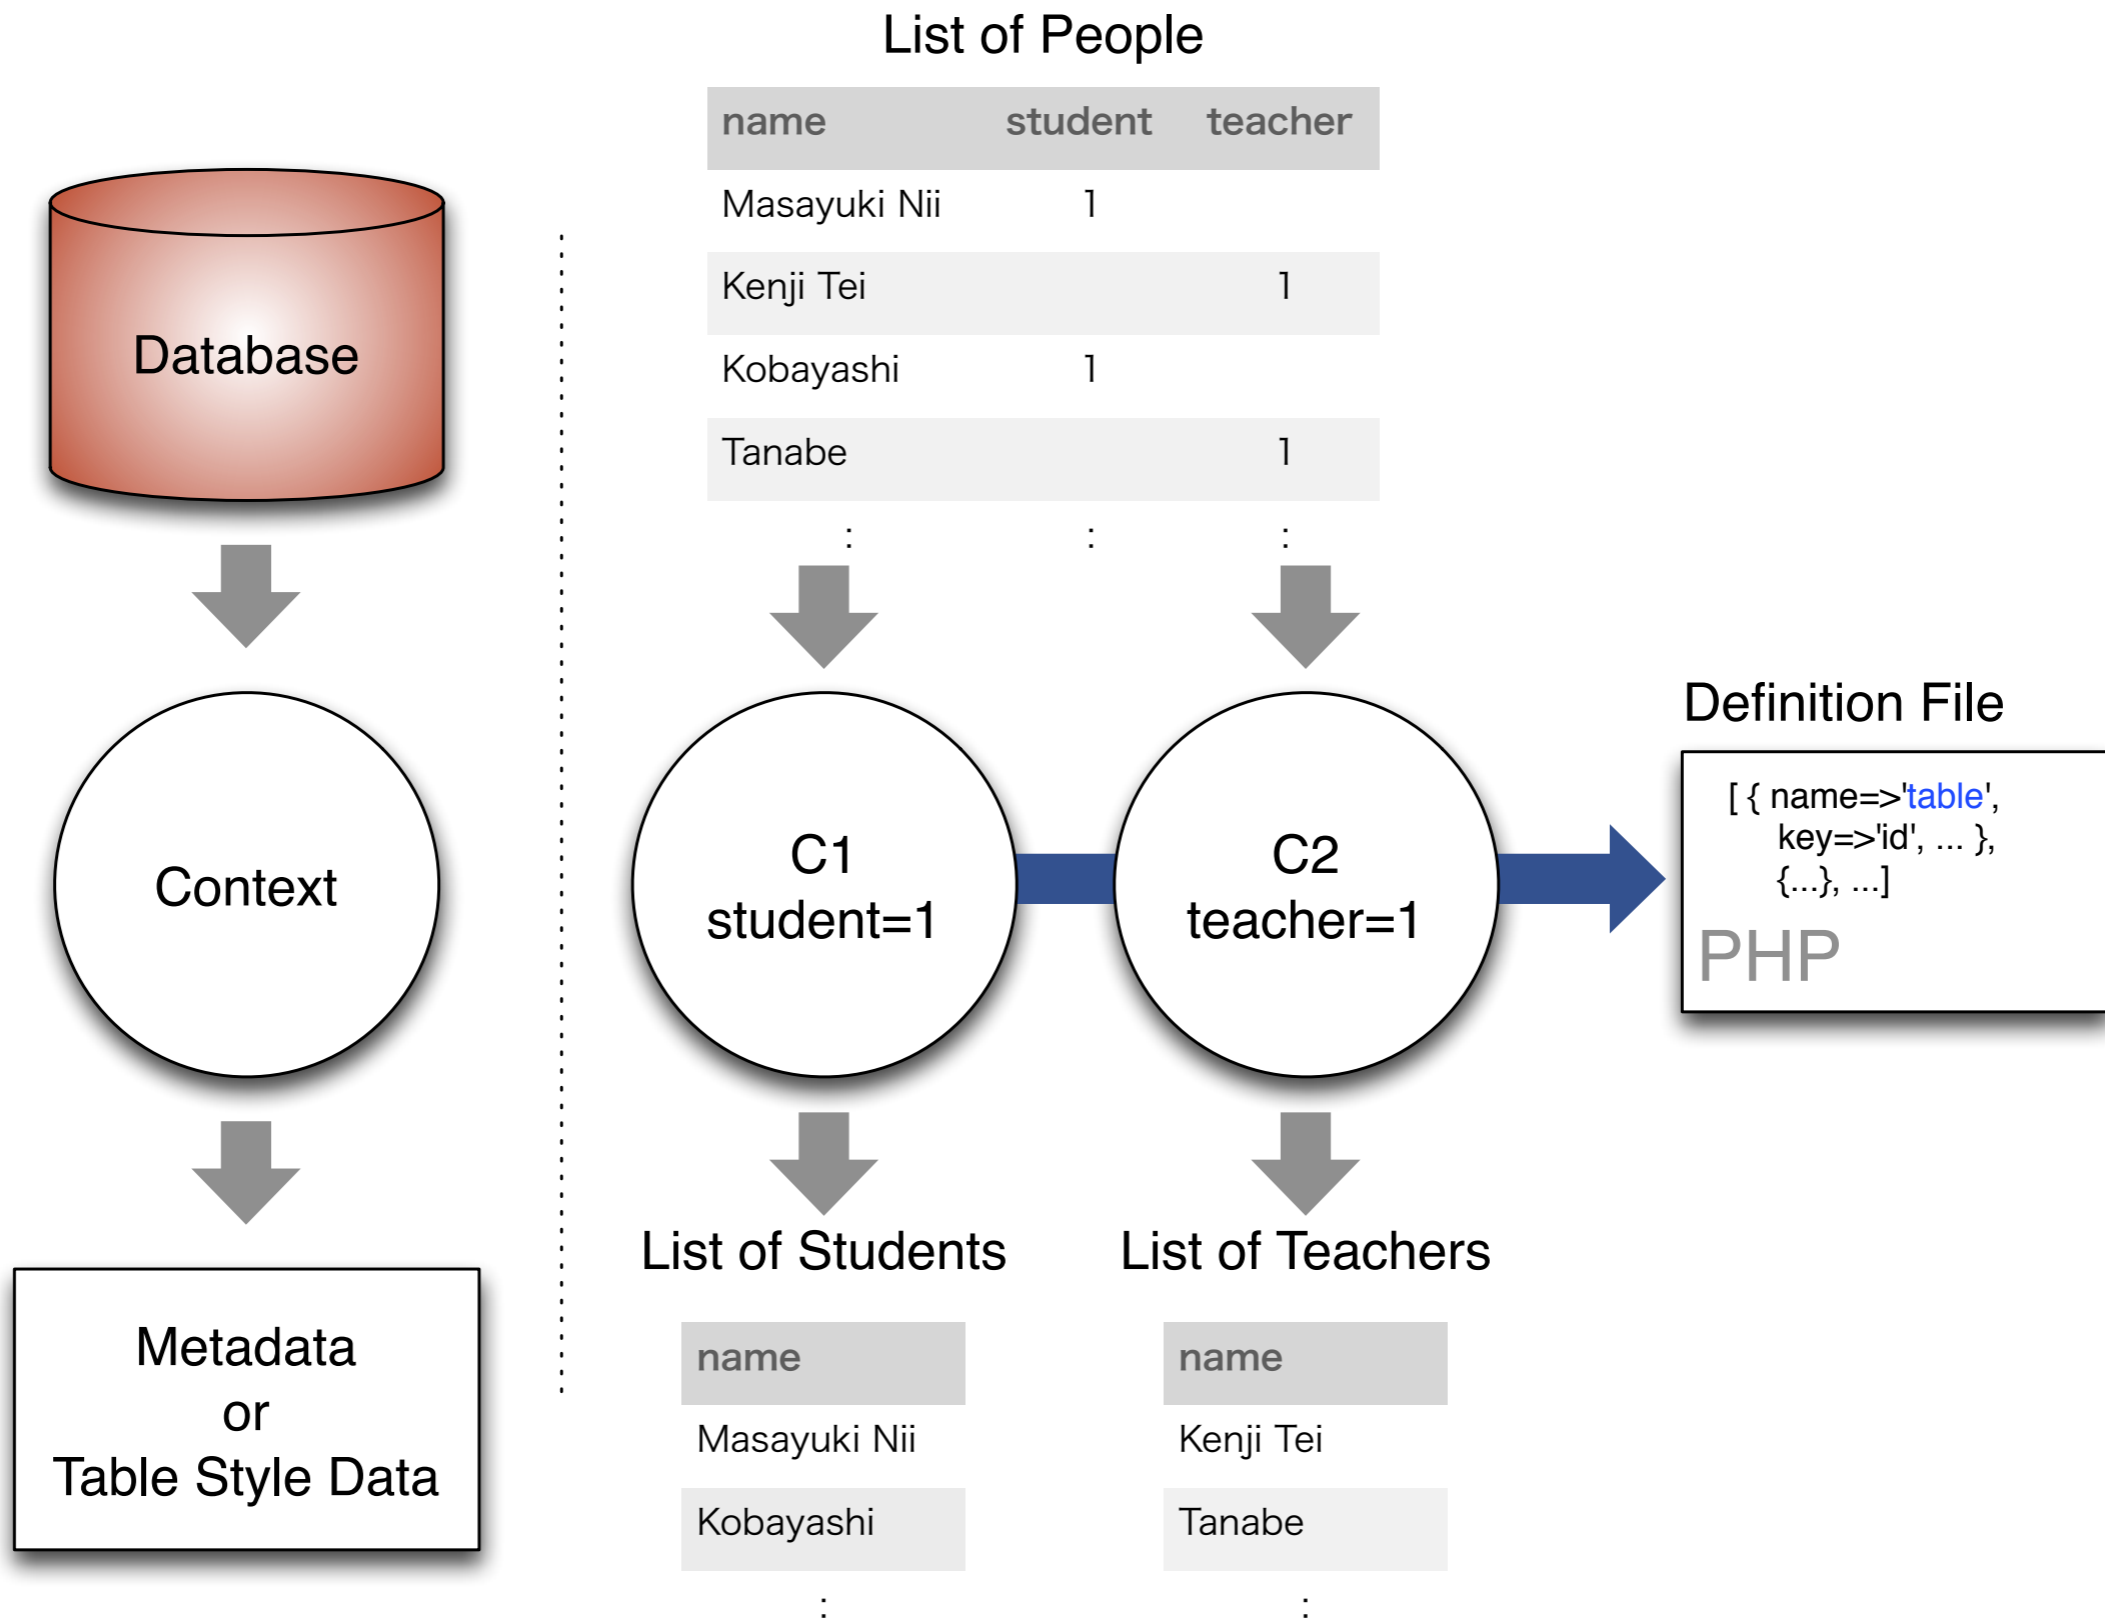 List of People
name student teacher
Masayuki Nii 1
Kenji Tei 1
Kobayashi 1
Tanabe 1
: : :
Database
Context
Metadata
or
Table Style Data
C1
student=1
C2
teacher=1
Definition File
[ { name=>'table',
key=>'id', ... },
{...}, ...]
PHP
List of Students
name
Masayuki Nii
Kobayashi
:
List of Teachers
name
Kenji Tei
Tanabe
: